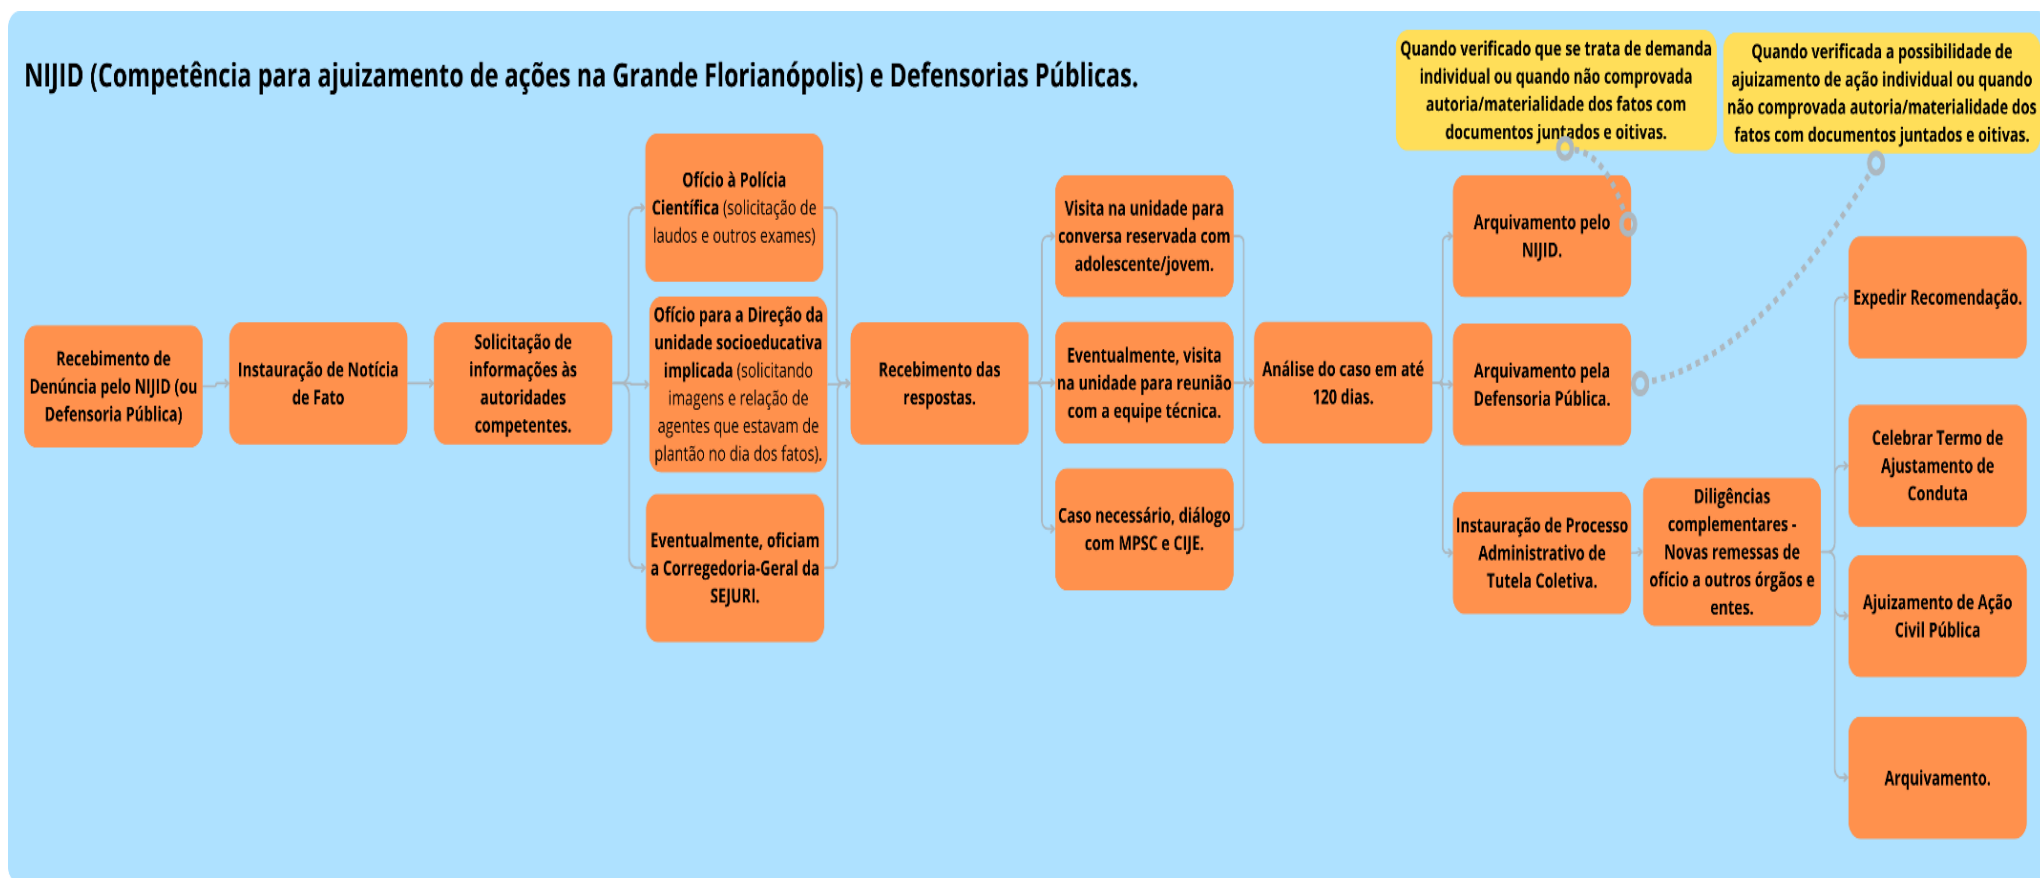 NIJID (Competência para ajuizamento de ações na Grande Florianópolis) e Defensorias Públicas.
Quando verificado que se trata de demanda
individual ou quando não comprovada
autoria/materialidade dos fatos com
documentos juntados e oitivas.
Quando verificada a possibilidade de
ajuizamento de ação individual ou quando
não comprovada autoria/materialidade dos
fatos com documentos juntados e oitivas.
Recebimento de
Denúncia pelo NIJID (ou
Defensoria Pública)
Instauração de Notícia
de Fato
Solicitação de
informações às
autoridades
competentes.
Ofício à Polícia
Científica (solicitação de
laudos e outros exames)
Ofício para a Direção da
unidade socioeducativa
implicada (solicitando
imagens e relação de
agentes que estavam de
plantão no dia dos fatos).
Eventualmente, oficiam
a Corregedoria-Geral da
SEJURI.
Recebimento das
respostas.
Visita na unidade para
conversa reservada com
adolescente/jovem.
Eventualmente, visita
na unidade para reunião
com a equipe técnica.
Caso necessário, diálogo
com MPSC e CIJE.
Análise do caso em até
120 dias.
Arquivamento pelo
NIJID.
Arquivamento pela
Defensoria Pública.
Instauração de Processo
Administrativo de
Tutela Coletiva.
Diligências
complementares -
Novas remessas de
ofício a outros órgãos e
entes.
Expedir Recomendação.
Celebrar Termo de
Ajustamento de
Conduta
Ajuizamento de Ação
Civil Pública
Arquivamento.